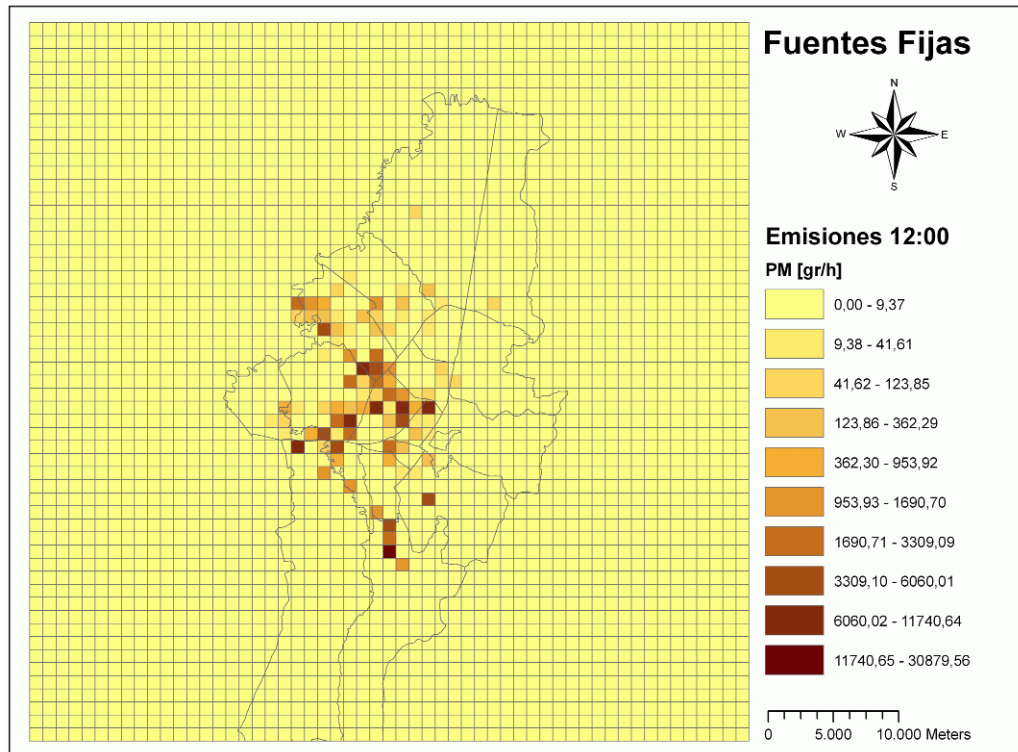 Fuentes Fijas
N
W
E
S
Emisiones 12:00
PM [gr/h]
0,00 - 9,37
9,38 - 41,61
41,62 - 123,85
123,86 - 362,29
362,30 - 953,92
953,93 - 1690,70
1690,71 - 3309,09
3309,10 - 6060,01
6060,02 - 11740,64
11740,65 - 30879,56
0 5.000 10.000 Meters